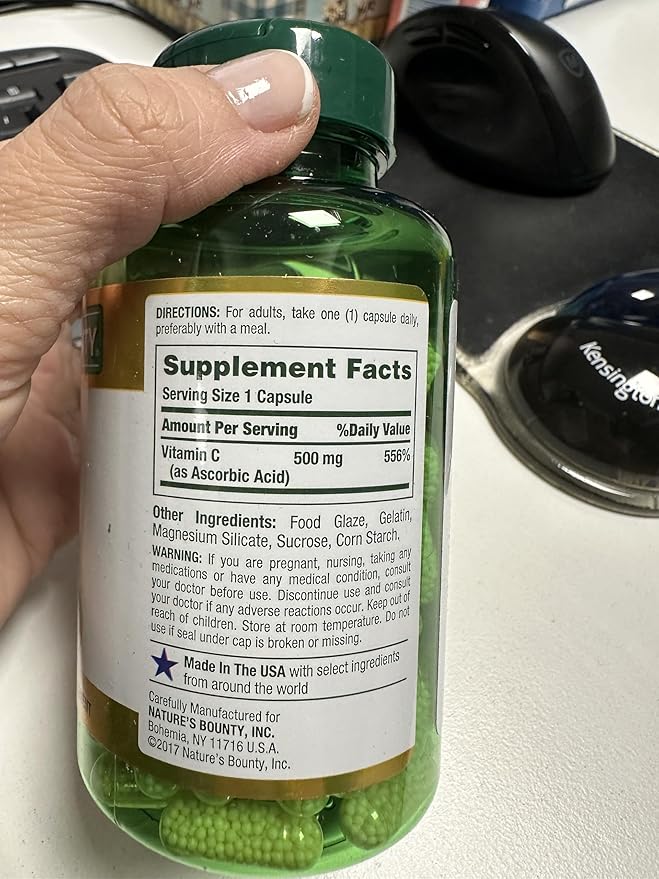 DIRECTIONS: For adults, take one (1) capsule daily,
preferably with a meal.
Supplement Facts
Serving Size 1 Capsule
Amount Per Serving %Daily Value
Vitamin C 500 mg 556%
(as Ascorbic Acid)
Other Ingredients: Food Glaze, Gelatin,
Magnesium Silicate, Sucrose, Corn Starch.
WARNING: If you are pregnant, nursing, taking any
medications or have any medical condition, consult
your doctor before use. Discontinue use and consult
your doctor if any adverse reactions occur. Keep out of
reach of children. Store at room temperature. Do not
use if seal under cap is broken or missing.
Made In The USA with select ingredients
from around the world
Carefully Manufactured for
NATURE'S BOUNTY, INC.
Bohemia, NY 11716 U.S.A.
©2017 Nature's Bounty, Inc.
Kensington